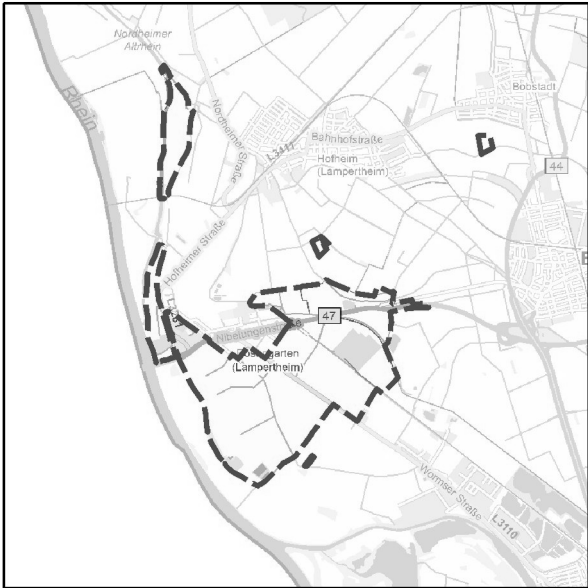 Nordheimer
Altrhein
Rhein
Nordheimer
Straße
Bobstadt
Bahnhofstraße
L3411
Hofheim
(Lampertheim)
44
Hofheimer Straße
47
Nibelungenstraße
Rosengarten
(Lampertheim)
Wormser Straße
L3110